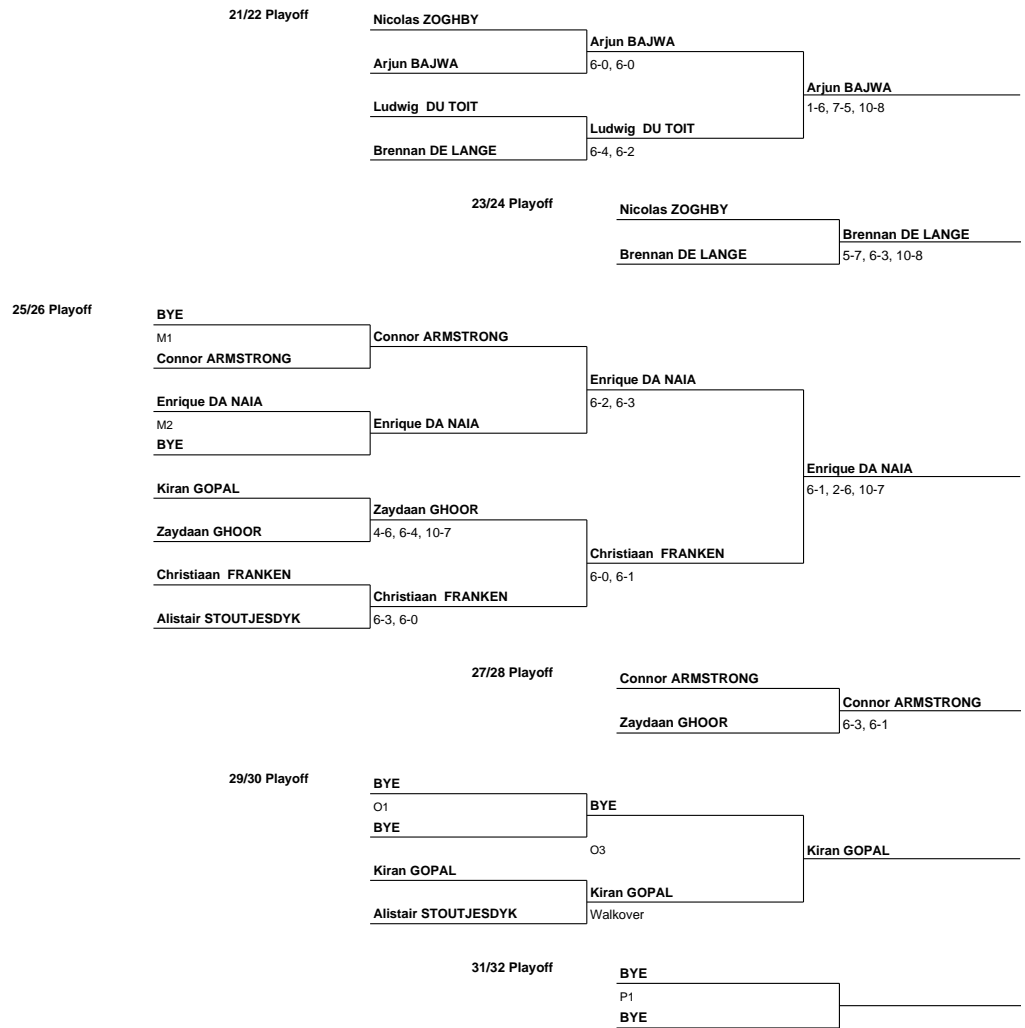 21/22 Playoff
Nicolas ZOGHBY
Arjun BAJWA
Arjun BAJWA
6-0, 6-0
Arjun BAJWA
1-6, 7-5, 10-8
Ludwig  DU TOIT
Ludwig  DU TOIT
Brennan DE LANGE
6-4, 6-2
23/24 Playoff
Nicolas ZOGHBY
Brennan DE LANGE
Brennan DE LANGE
5-7, 6-3, 10-8
25/26 Playoff
BYE
M1
Connor ARMSTRONG
Connor ARMSTRONG
Enrique DA NAIA
6-2, 6-3
Enrique DA NAIA
M2
Enrique DA NAIA
BYE
Enrique DA NAIA
6-1, 2-6, 10-7
Kiran GOPAL
Zaydaan GHOOR
Zaydaan GHOOR
4-6, 6-4, 10-7
Christiaan  FRANKEN
6-0, 6-1
Christiaan  FRANKEN
Christiaan  FRANKEN
Alistair STOUTJESDYK
6-3, 6-0
27/28 Playoff
Connor ARMSTRONG
Connor ARMSTRONG
Zaydaan GHOOR
6-3, 6-1
29/30 Playoff
BYE
O1
BYE
BYE
O3
Kiran GOPAL
Kiran GOPAL
Kiran GOPAL
Alistair STOUTJESDYK
Walkover
31/32 Playoff
BYE
P1
BYE